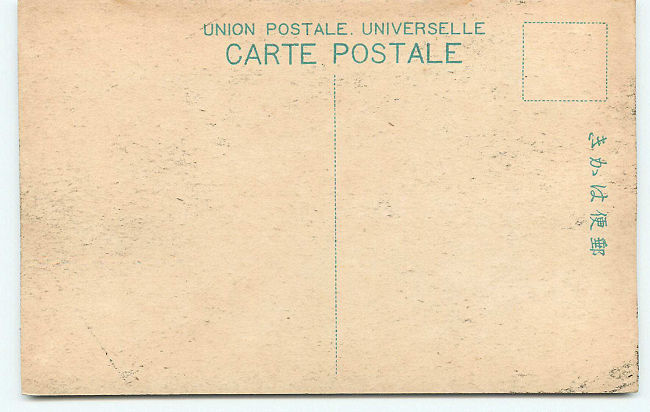 UNION POSTALE. UNIVERSELLE
CARTE POSTALE
郵便はかき